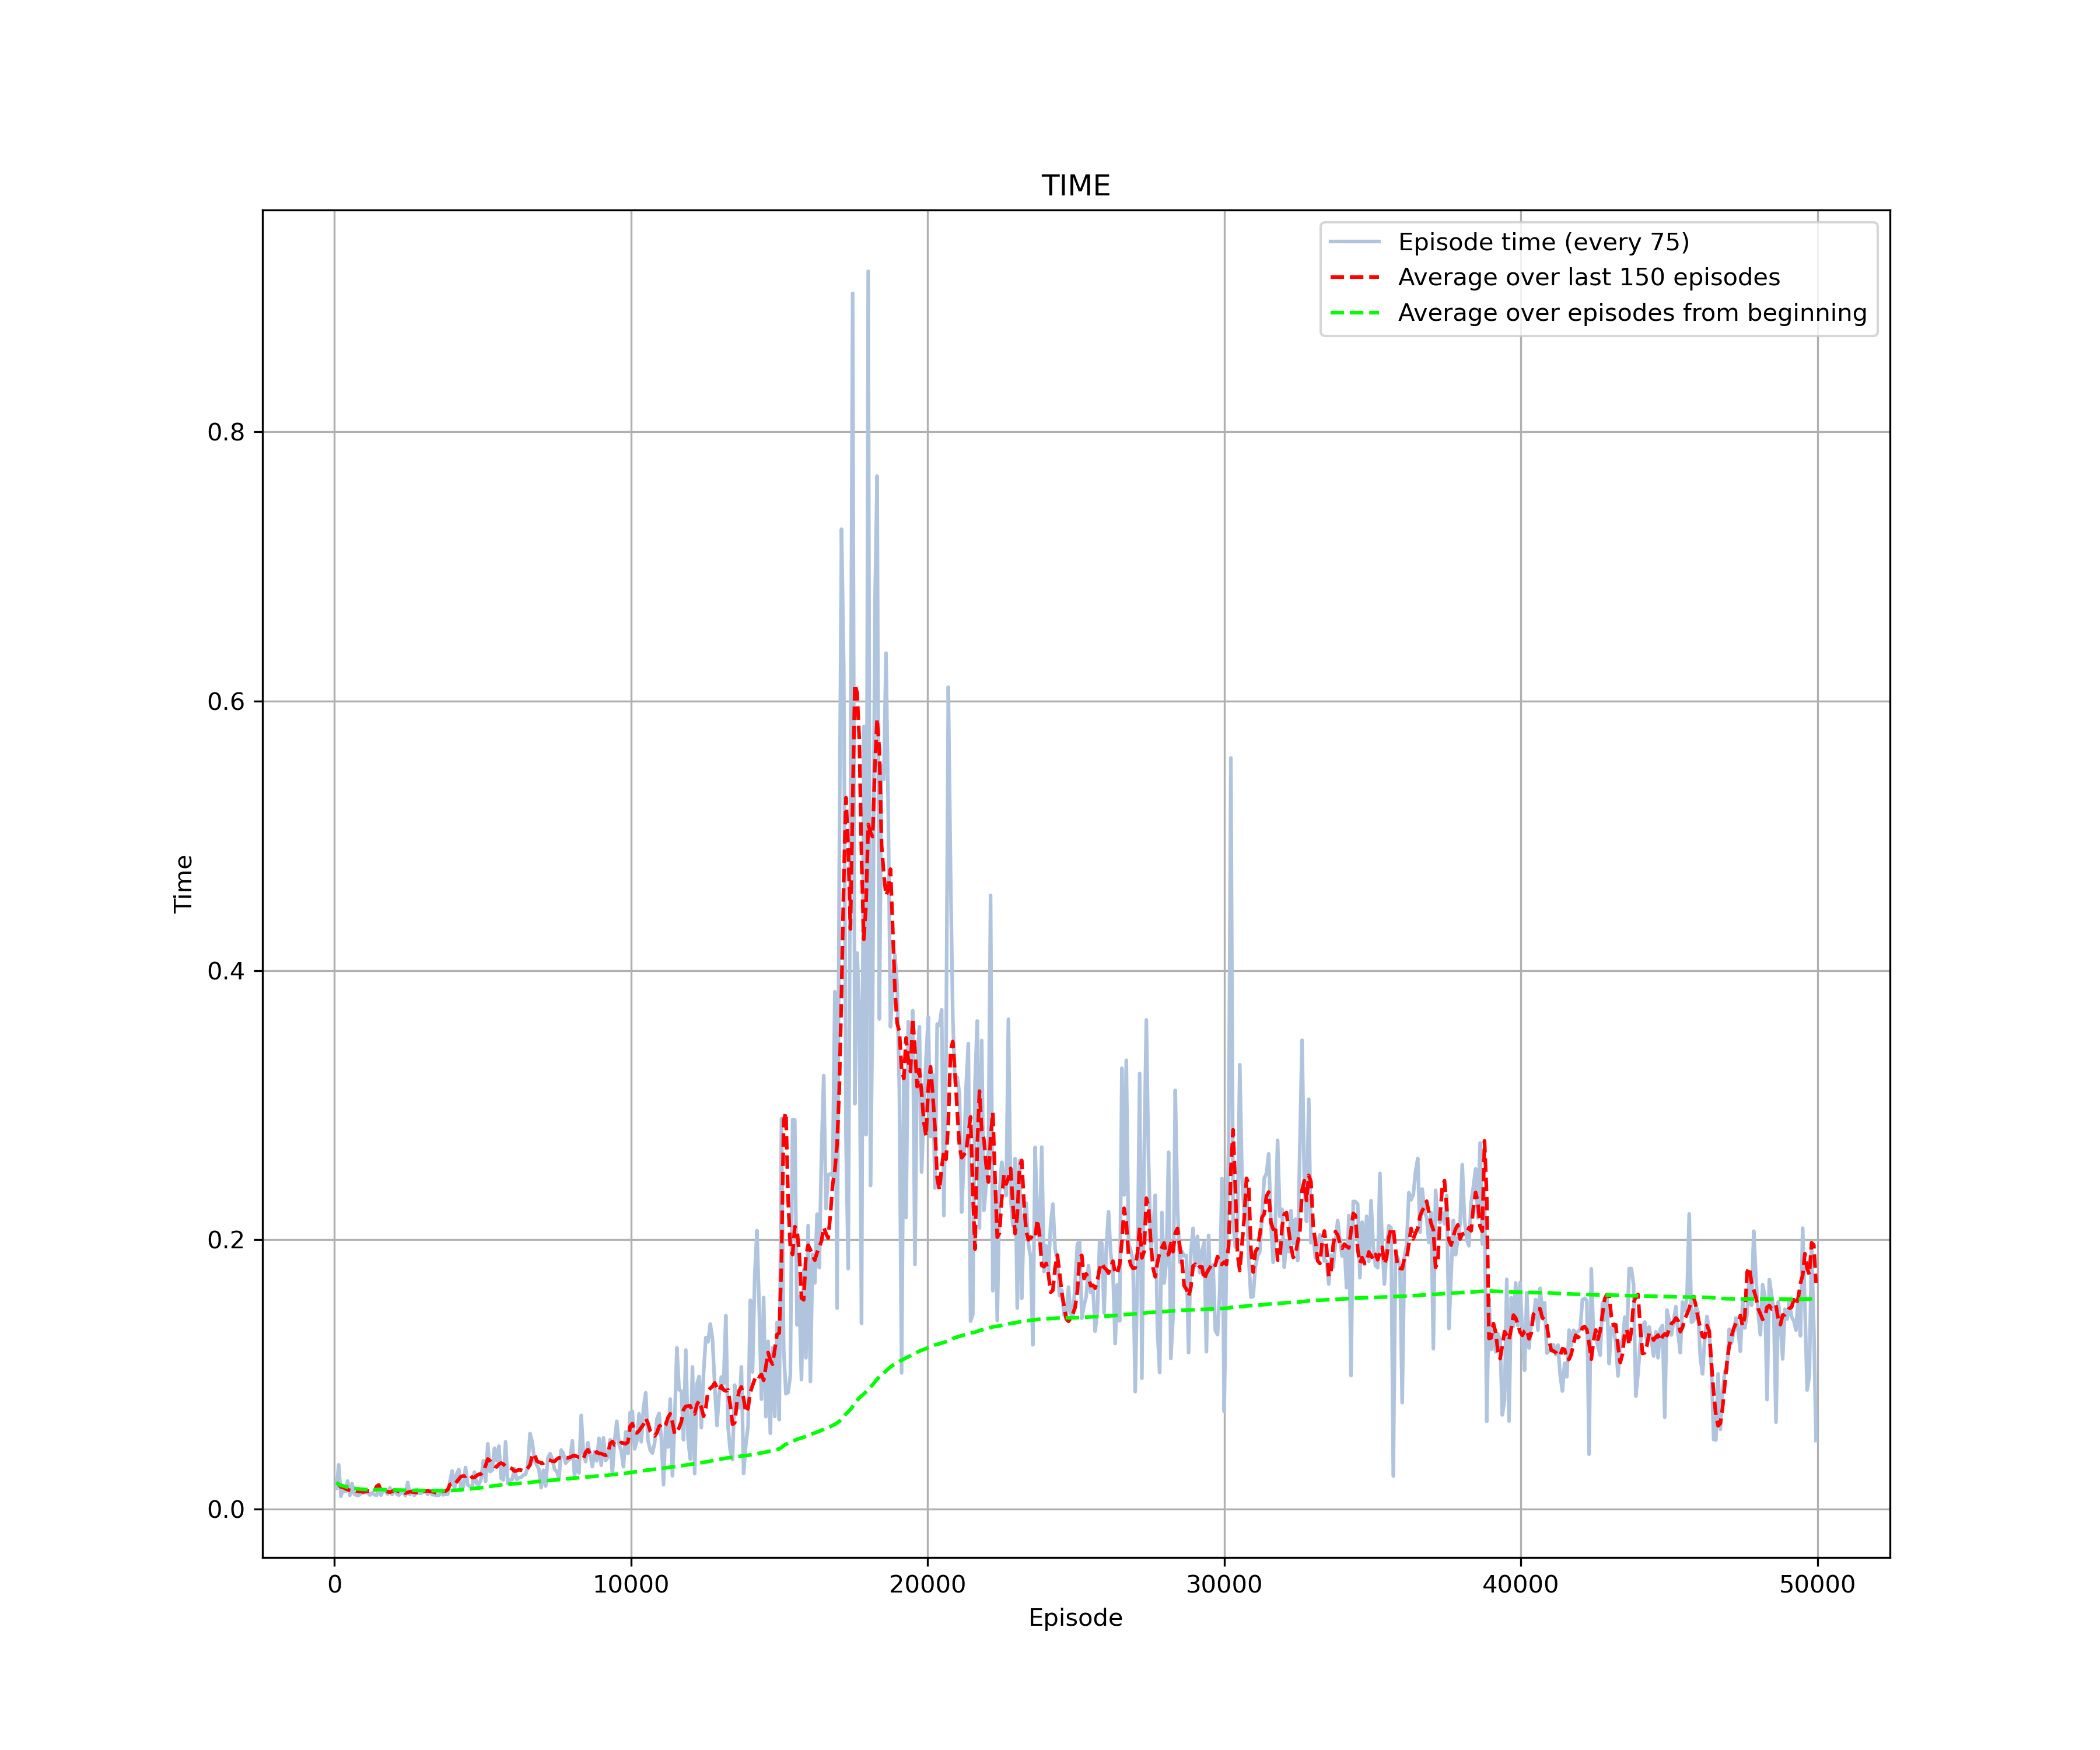 TIME
Episode time (every 75)
Average over last 150 episodes
Average over episodes from beginning
0.8
0.6
0.4
0.2
0.0
Time
0 10000 20000 30000 40000 50000
Episode